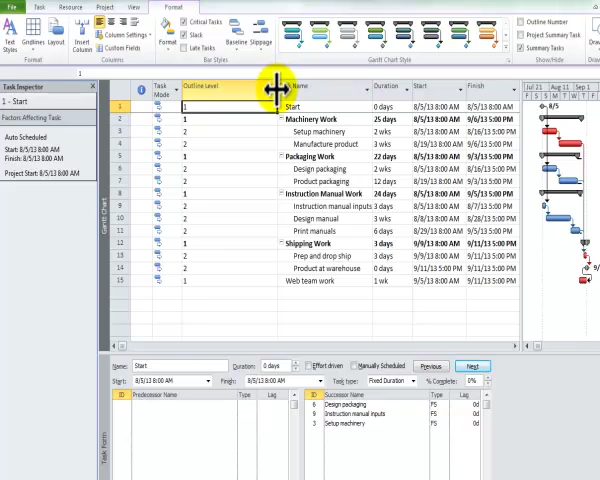 File Task Resource Project View Format
Text Styles
Gridlines
Layout
Insert Column
Column Settings
Custom Fields
Format
Critical Tasks
Slack
Late Tasks
Baseline
Slippage
Outline Number
Project Summary Task
Summary Tasks
Format Columns Bar Styles Gantt Chart Style Show/Hide
1
Task Inspector x
1 - Start
Factors Affecting Task:
Auto Scheduled
Start: 8/5/13 8:00 AM
Finish: 8/5/13 8:00 AM
Project Start: 8/5/13 8:00 AM
Gantt Chart
Task Mode Outline Level Name Duration Start Finish Jul 21 Aug 11 Sep 1
F S T W T M F S
1 1 Start 0 days 8/5/13 8:00 AM 8/5/13 8:00 AM 8/5
2 1 Machinery Work 25 days 8/5/13 8:00 AM 9/6/13 5:00 PM
3 2 Setup machinery 2 wks 8/5/13 8:00 AM 8/16/13 5:00 PM
4 2 Manufacture product 3 wks 8/19/13 8:00 AM 9/6/13 5:00 PM
5 1 Packaging Work 22 days 8/5/13 8:00 AM 9/3/13 5:00 PM
6 2 Design packaging 2 wks 8/5/13 8:00 AM 8/16/13 5:00 PM
7 2 Product packaging 12 days 8/19/13 8:00 AM 9/3/13 5:00 PM
8 1 Instruction Manual Work 24 days 8/5/13 8:00 AM 9/5/13 5:00 PM
9 2 Instruction manual inputs 3 days 8/5/13 8:00 AM 8/7/13 5:00 PM
10 2 Design manual 3 wks 8/8/13 8:00 AM 8/28/13 5:00 PM
11 2 Print manuals 6 days 8/29/13 8:00 AM 9/5/13 5:00 PM
12 1 Shipping Work 3 days 9/9/13 8:00 AM 9/11/13 5:00 PM
13 2 Prep and drop ship 3 days 9/9/13 8:00 AM 9/11/13 5:00 PM
14 2 Product at warehouse 0 days 9/11/13 5:00 PM 9/11/13 5:00 PM
15 1 Web team work 1 wk 9/5/13 8:00 AM 9/11/13 5:00 PM
Task Form
Name: Start Duration: 0 days Effort driven Manually Scheduled Previous Next
Start: 8/5/13 8:00 AM Finish: 8/5/13 8:00 AM Task type: Fixed Duration % Complete: 0%
ID Predecessor Name Type Lag ID Successor Name Type Lag
6 Design packaging FS 0d
9 Instruction manual inputs FS 0d
3 Setup machinery FS 0d